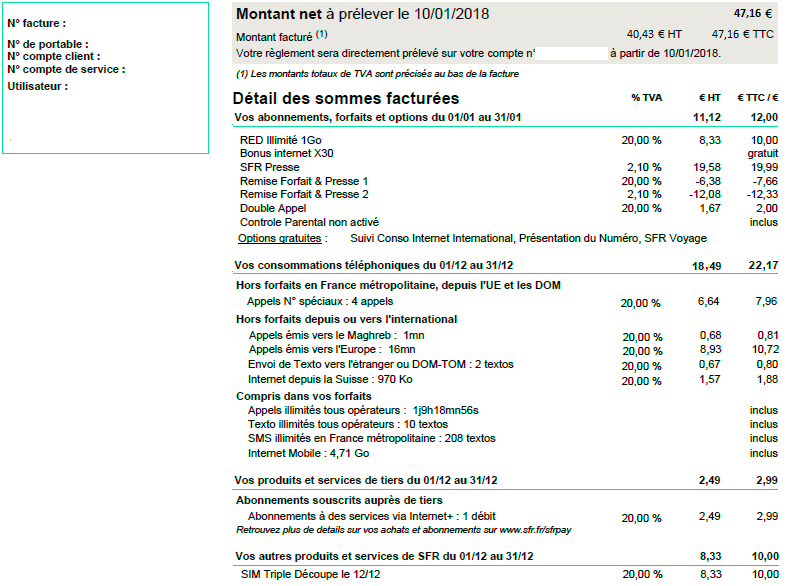 N° facture :
N° de portable :
N° compte client :
N° compte de service :
Utilisateur :
Montant net à prélever le 10/01/2018 47,16 €
Montant facturé (1) 40,43 € HT 47,16 € TTC
Votre règlement sera directement prélevé sur votre compte n° à partir de 10/01/2018.
(1) Les montants totaux de TVA sont précisés au bas de la facture
Détail des sommes facturées % TVA € HT € TTC / €
Vos abonnements, forfaits et options du 01/01 au 31/01 11,12 12,00
RED Illimité 1Go 20,00 % 8,33 10,00
Bonus internet X30 gratuit
SFR Presse 2,10 % 19,58 19,99
Remise Forfait & Presse 1 20,00 % -6,38 -7,66
Remise Forfait & Presse 2 2,10 % -12,08 -12,33
Double Appel 20,00 % 1,67 2,00
Controle Parental non activé inclus
Options gratuites : Suivi Conso Internet International, Présentation du Numéro, SFR Voyage
Vos consommations téléphoniques du 01/12 au 31/12 18,49 22,17
Hors forfaits en France métropolitaine, depuis l'UE et les DOM
Appels N° spéciaux : 4 appels 20,00 % 6,64 7,96
Hors forfaits depuis ou vers l'international
Appels émis vers le Maghreb : 1mn 20,00 % 0,68 0,81
Appels émis vers l'Europe : 16mn 20,00 % 8,93 10,72
Envoi de Texto vers l'étranger ou DOM-TOM : 2 textos 20,00 % 0,67 0,80
Internet depuis la Suisse : 970 Ko 20,00 % 1,57 1,88
Compris dans vos forfaits
Appels illimités tous opérateurs : 1j9h18mn56s inclus
Texto illimités tous opérateurs : 10 textos inclus
SMS illimités en France métropolitaine : 208 textos inclus
Internet Mobile : 4,71 Go inclus
Vos produits et services de tiers du 01/12 au 31/12 2,49 2,99
Abonnements souscrits auprès de tiers
Abonnements à des services via Internet+ : 1 débit 20,00 % 2,49 2,99
Retrouvez plus de details sur vos achats et abonnements sur www.sfr.fr/sfrpay
Vos autres produits et services de SFR du 01/12 au 31/12 8,33 10,00
SIM Triple Découpe le 12/12 20,00 % 8,33 10,00